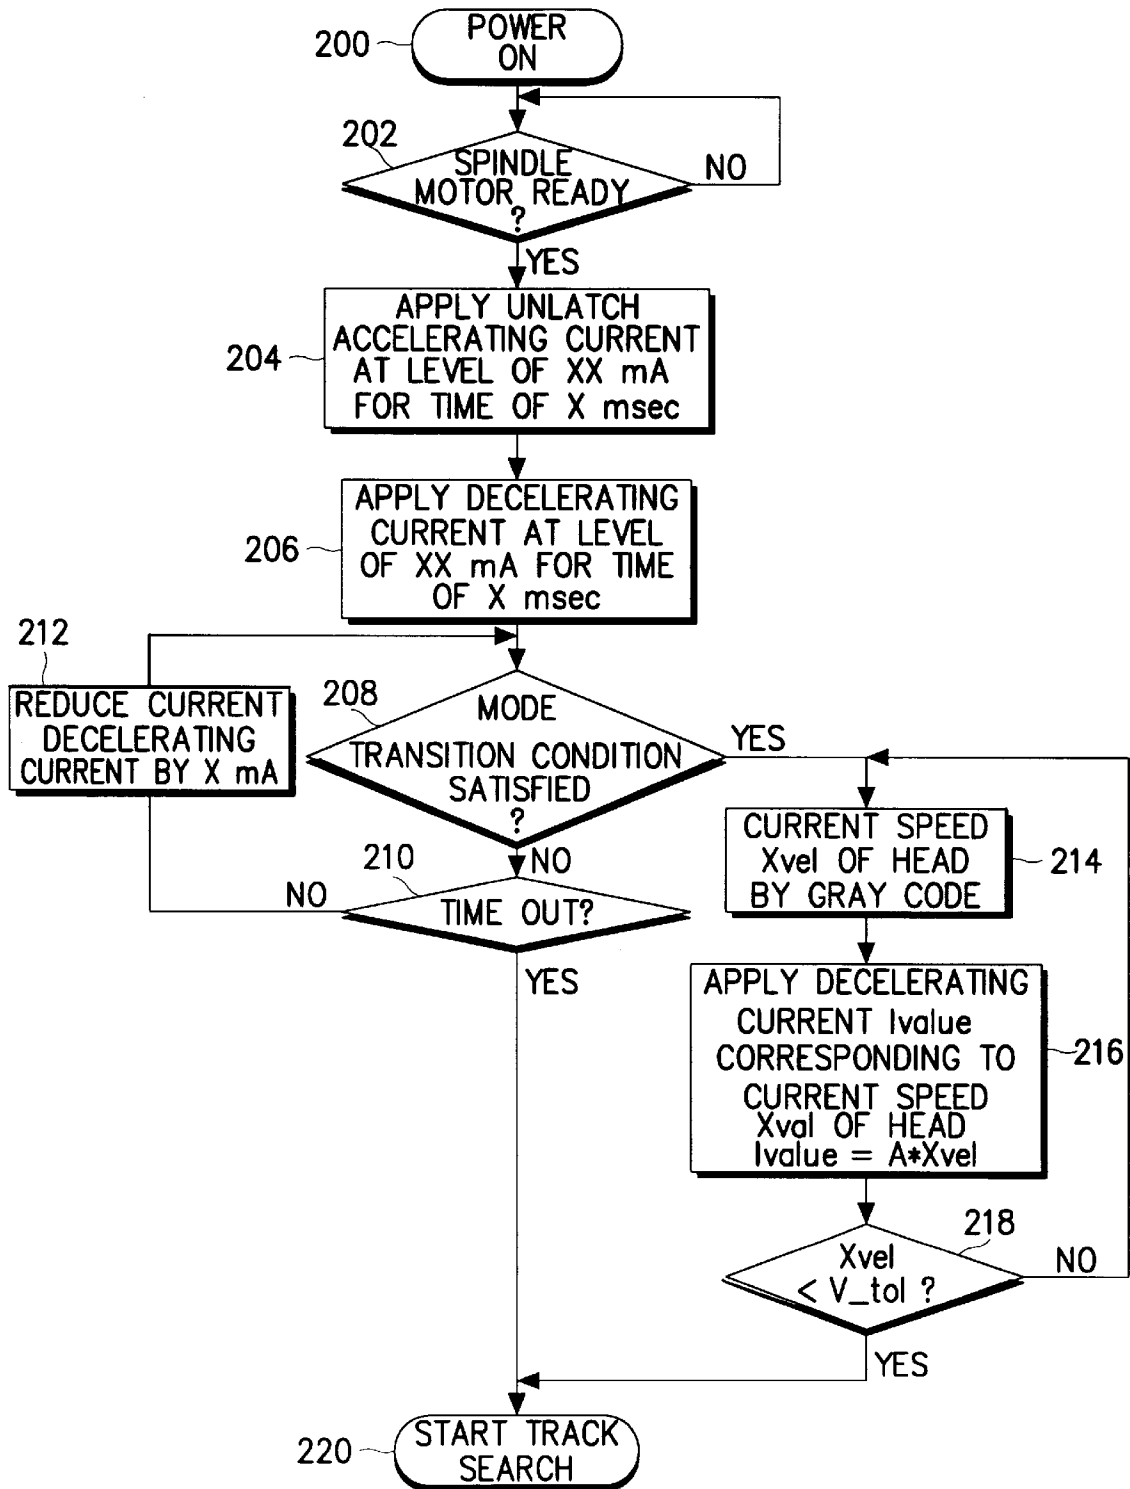 POWER
ON
200
202
SPINDLE
MOTOR READY
?
NO
YES
APPLY UNLATCH
ACCELERATING CURRENT
AT LEVEL OF XX mA
FOR TIME OF X msec
204
APPLY DECELERATING
CURRENT AT LEVEL
OF XX mA FOR TIME
OF X msec
206
212
REDUCE CURRENT
DECELERATING
CURRENT BY X mA
208
MODE
TRANSITION CONDITION
SATISFIED
?
YES
NO
210
TIME OUT?
NO
YES
CURRENT SPEED
Xvel OF HEAD
BY GRAY CODE
214
APPLY DECELERATING
CURRENT Ivalue
CORRESPONDING TO
CURRENT SPEED
Xval OF HEAD
Ivalue = A*Xvel
216
218
Xvel
< V_tol ?
NO
YES
START TRACK
SEARCH
220